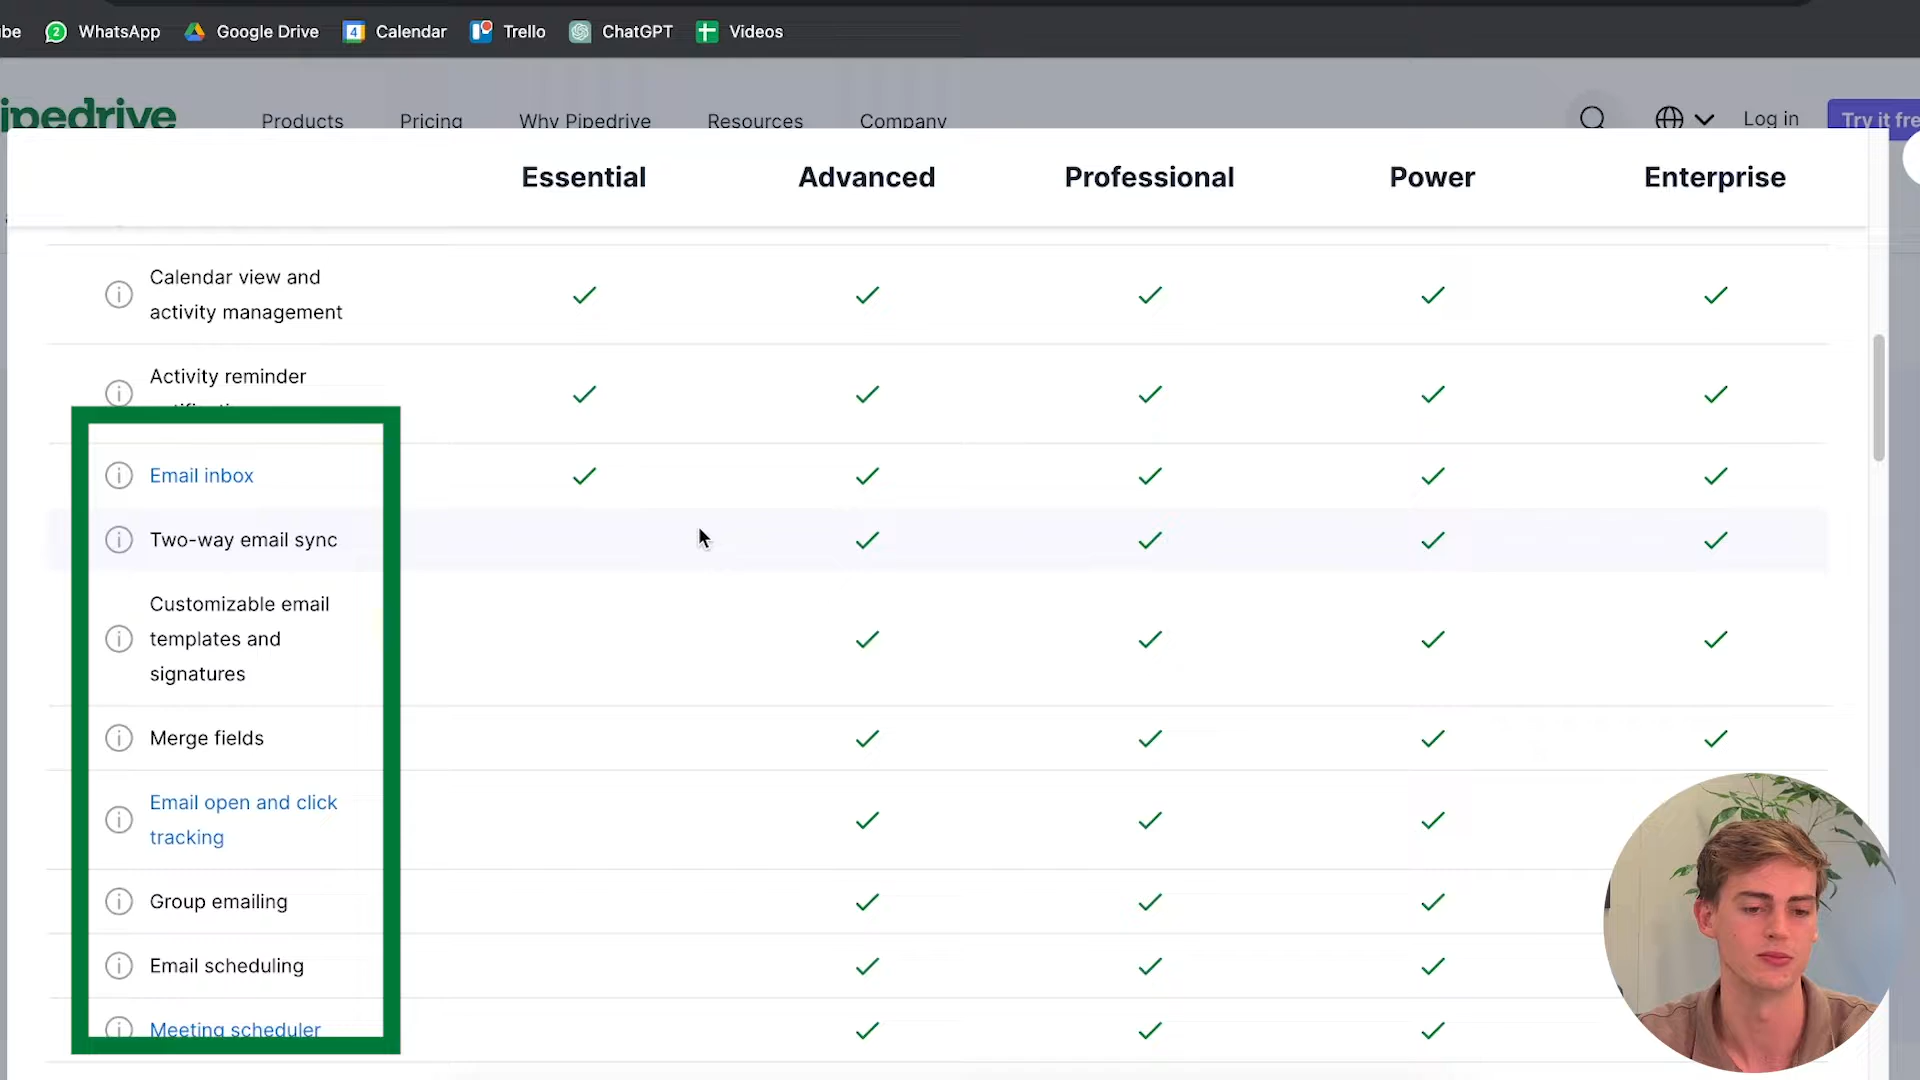 be
2
WhatsApp
Google Drive
4
Calendar
Trello
ChatGPT
Videos
ipedrive
Products
Pricing
Why Pipedrive
Resources
Company
Log in
Try it fre
Essential
Advanced
Professional
Power
Enterprise
Calendar view and
activity management
Activity reminder
Email inbox
Two-way email sync
Customizable email
templates and
signatures
Merge fields
Email open and click
tracking
Group emailing
Email scheduling
Meeting scheduler